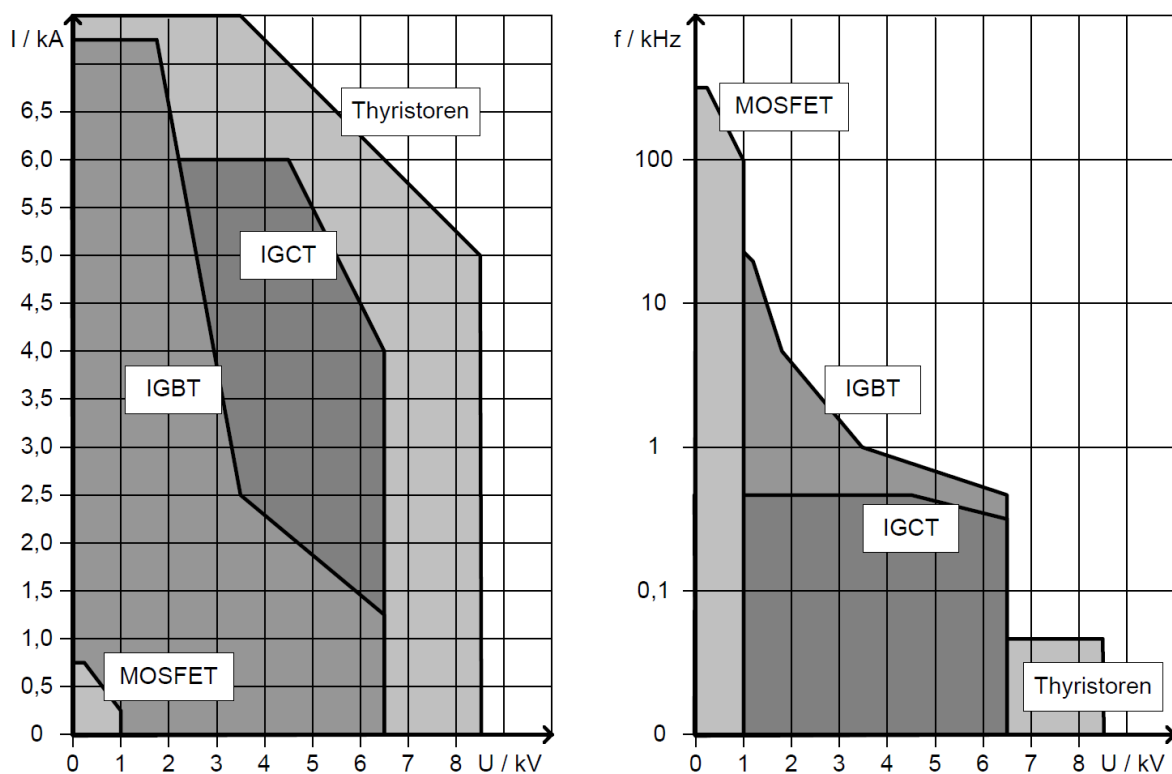 I / kA
6,5
6,0
5,5
5,0
4,5
4,0
3,5
3,0
2,5
2,0
1,5
1,0
0,5
0
Thyristoren
IGCT
IGBT
MOSFET
0 1 2 3 4 5 6 7 8 U / kV
f / kHz
100
10
1
0,1
0
MOSFET
IGBT
IGCT
Thyristoren
0 1 2 3 4 5 6 7 8 U / kV